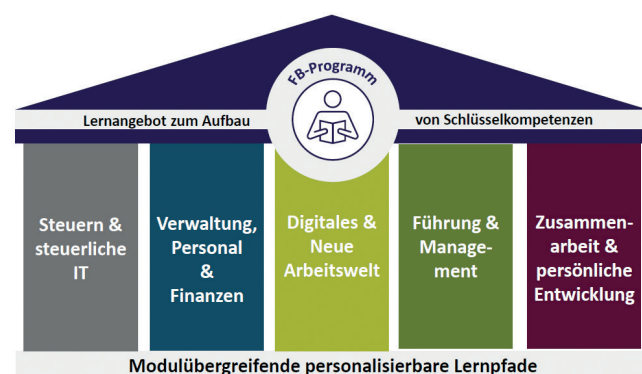 FB-Programm
Lernangebot zum Aufbau von Schlüsselkompetenzen
Steuern &
steuerliche
IT
Verwaltung,
Personal
&
Finanzen
Digitales &
Neue
Arbeitswelt
Führung &
Manage-
ment
Zusammen-
arbeit &
persönliche
Entwicklung
Modulübergreifende personalisierbare Lernpfade